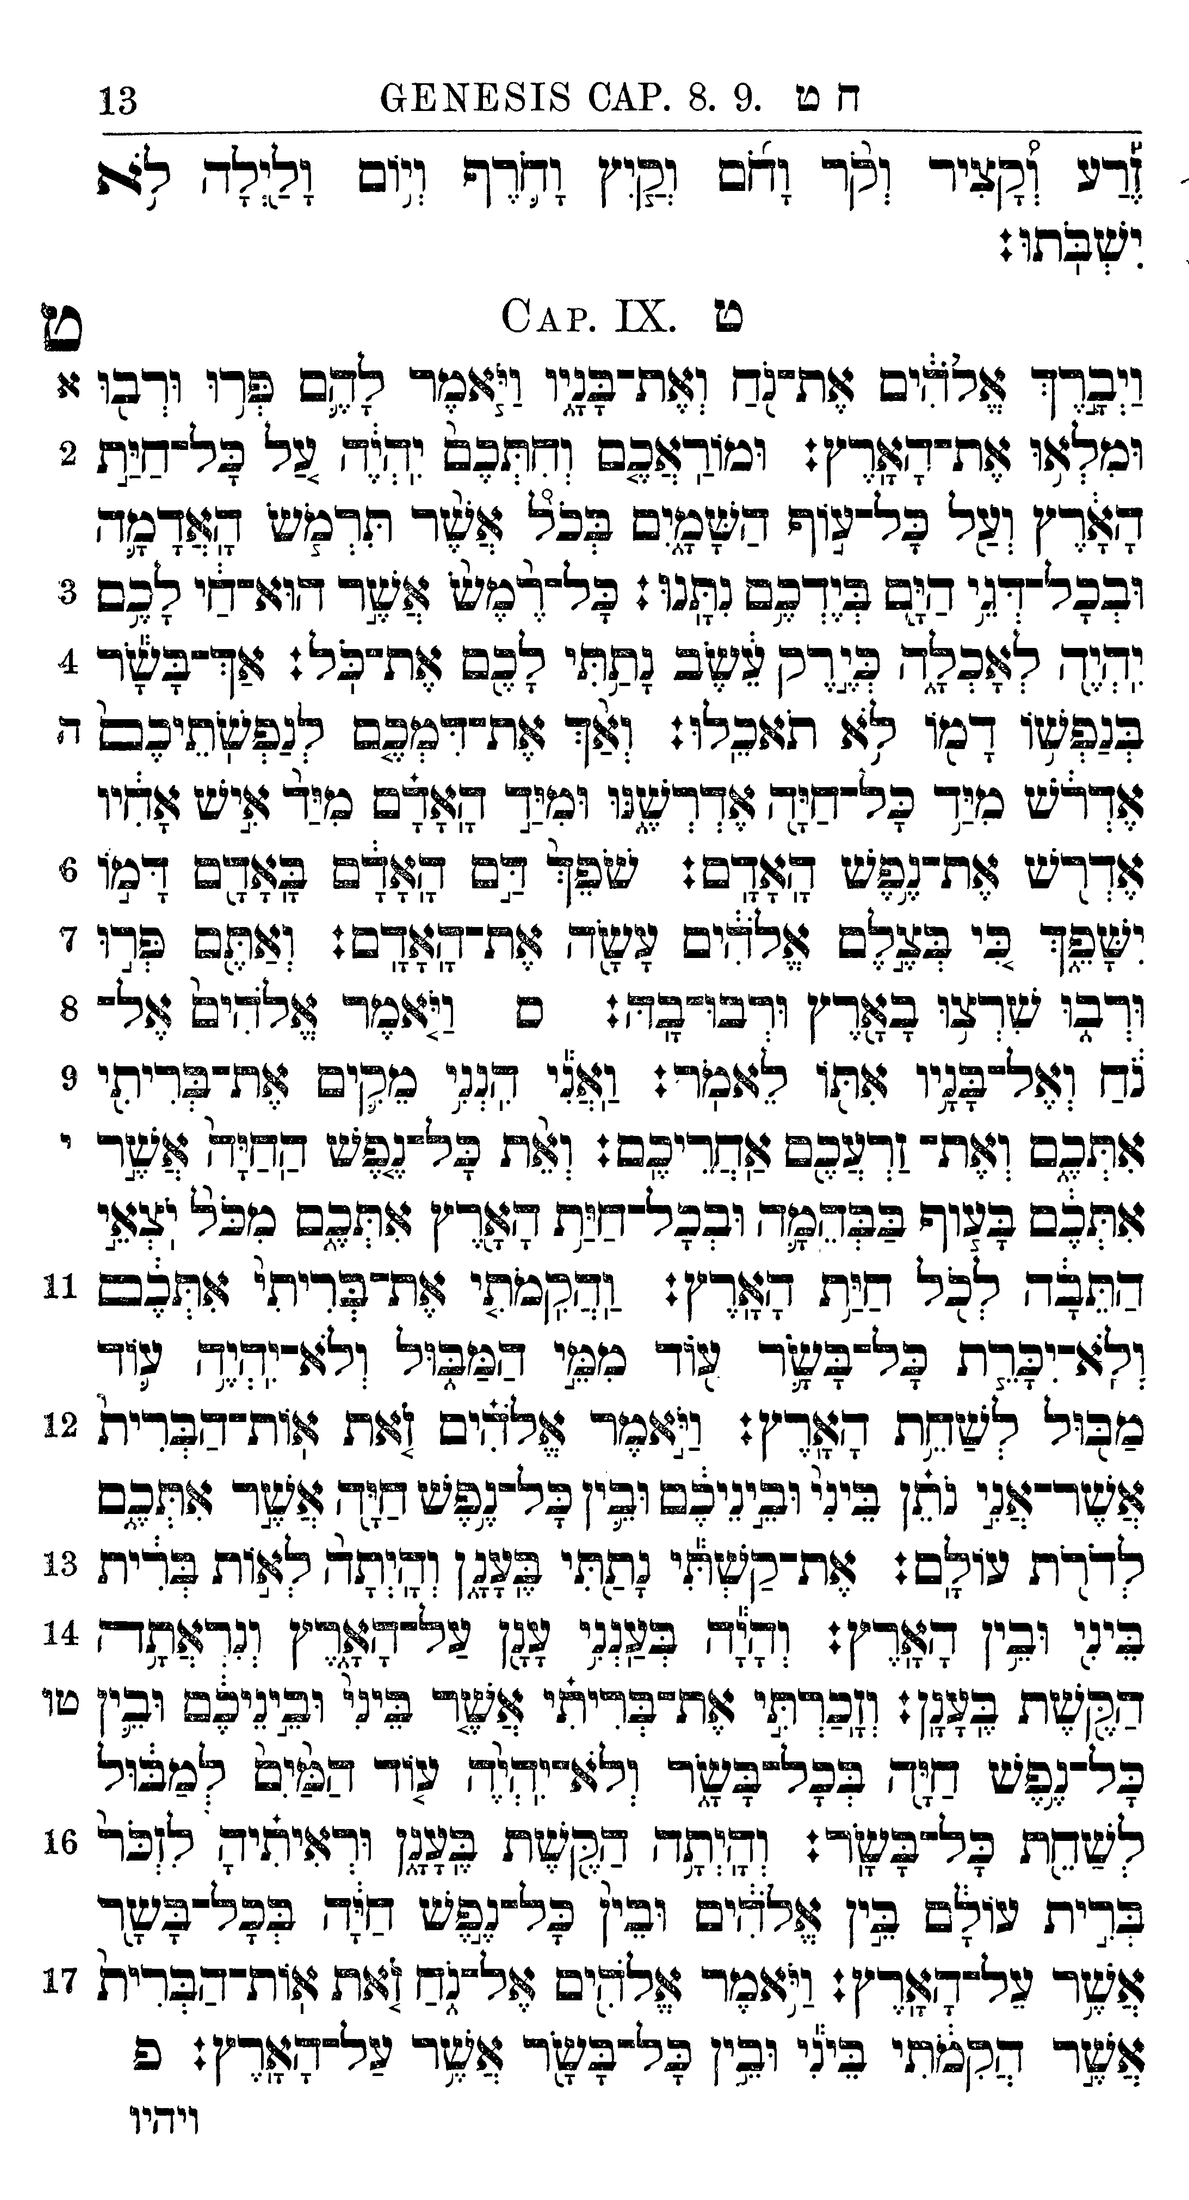 13 GENESIS CAP. 8. 9. ח ט
זֶ֡רַע וְ֠קָצִיר וְקֹ֨ר וָחֹ֜ם וְקַ֧יִץ וָחֹ֛רֶף וְי֥וֹם וָלַ֖יְלָה לֹ֥א
יִשְׁבֹּֽתוּ׃
ט CAP. IX. ט
א וַיְבָ֣רֶךְ אֱלֹהִ֔ים אֶת־נֹ֖חַ וְאֶת־בָּנָ֑יו וַיֹּ֧אמֶר לָהֶ֛ם פְּר֥וּ וּרְב֖וּ
2 וּמִלְא֥וּ אֶת־הָאָֽרֶץ׃ וּמוֹרַאֲכֶ֤ם וְחִתְּכֶם֙ יִֽהְיֶ֔ה עַ֚ל כָּל־חַיַּ֣ת
הָאָ֔רֶץ וְעַ֖ל כָּל־ע֣וֹף הַשָּׁמָ֑יִם בְּכֹל֩ אֲשֶׁ֨ר תִּרְמֹ֧שׂ הָֽאֲדָמָ֛ה
3 וּֽבְכָל־דְּגֵ֥י הַיָּ֖ם בְּיֶדְכֶ֥ם נִתָּֽנוּ׃ כָּל־רֶ֙מֶשׂ֙ אֲשֶׁ֣ר הוּא־חַ֔י לָכֶ֥ם
4 יִהְיֶ֖ה לְאָכְלָ֑ה כְּיֶ֣רֶק עֵ֔שֶׂב נָתַ֥תִּי לָכֶ֖ם אֶת־כֹּֽל׃ אַךְ־בָּשָׂ֕ר
ה בְּנַפְשׁ֥וֹ דָמ֖וֹ לֹ֥א תֹאכֵֽלוּ׃ וְאַ֨ךְ אֶת־דִּמְכֶ֤ם לְנַפְשֹֽׁתֵיכֶם֙
אֶדְרֹ֔שׁ מִיַּ֥ד כָּל־חַיָּ֖ה אֶדְרְשֶׁ֑נּוּ וּמִיַּ֣ד הָֽאָדָ֗ם מִיַּד֙ אִ֣ישׁ אָחִ֔יו
6 אֶדְרֹ֖שׁ אֶת־נֶ֥פֶשׁ הָֽאָדָֽם׃ שֹׁפֵךְ֙ דַּ֣ם הָֽאָדָ֔ם בָּֽאָדָ֖ם דָּמ֣וֹ
7 יִשָּׁפֵ֑ךְ כִּ֚י בְּצֶ֣לֶם אֱלֹהִ֔ים עָשָׂ֖ה אֶת־הָאָדָֽם׃ וְאַתֶּ֖ם פְּר֣וּ
8 וּרְב֑וּ שִׁרְצ֥וּ בָאָ֖רֶץ וּרְבוּ־בָֽהּ׃ ס וַיֹּ֤אמֶר אֱלֹהִים֙ אֶל־
9 נֹ֔חַ וְאֶל־בָּנָ֥יו אִתּ֖וֹ לֵאמֹֽר׃ וַאֲנִ֕י הִנְנִ֥י מֵקִ֛ים אֶת־בְּרִיתִ֖י
י אִתְּכֶ֑ם וְאֶת־ זַרְעֲכֶ֖ם אַֽחֲרֵיכֶֽם׃ וְאֵ֨ת כָּל־נֶ֤פֶשׁ הַֽחַיָּה֙ אֲשֶׁ֣ר
אִתְּכֶ֔ם בָּע֧וֹף בַּבְּהֵמָ֛ה וּֽבְכָל־חַיַּ֥ת הָאָ֖רֶץ אִתְּכֶ֑ם מִכֹּל֙ יֹצְאֵ֣י
11 הַתֵּבָ֔ה לְכֹ֖ל חַיַּ֥ת הָאָֽרֶץ׃ וַהֲקִמֹתִ֤י אֶת־בְּרִיתִי֙ אִתְּכֶ֔ם
וְלֹֽא־יִכָּרֵ֧ת כָּל־בָּשָׂ֛ר ע֖וֹד מִמֵּ֣י הַמַּבּ֑וּל וְלֹא־יִֽהְיֶ֥ה ע֛וֹד
12 מַבּ֖וּל לְשַׁחֵ֥ת הָאָֽרֶץ׃ וַיֹּ֣אמֶר אֱלֹהִ֗ים זֹ֤את אֽוֹת־הַבְּרִית֙
אֲשֶׁר־אֲנִ֣י נֹתֵ֗ן בֵּינִי֙ וּבֵ֣ינֵיכֶ֔ם וּבֵ֛ין כָּל־נֶ֥פֶשׁ חַיָּ֖ה אֲשֶׁ֣ר אִתְּכֶ֑ם
13 לְדֹרֹ֖ת עוֹלָֽם׃ אֶת־קַשְׁתִּ֕י נָתַ֖תִּי בֶּֽעָנָ֑ן וְהָֽיְתָה֙ לְא֣וֹת בְּרִ֔ית
14 בֵּינִ֖י וּבֵ֥ין הָאָֽרֶץ׃ וְהָיָ֕ה בְּעַֽנְנִ֥י עָנָ֖ן עַל־הָאָ֑רֶץ וְנִרְאֲתָ֥ה
טו הַקֶּ֖שֶׁת בֶּעָנָֽן׃ וְזָכַרְתִּ֣י אֶת־בְּרִיתִ֗י אֲשֶׁ֤ר בֵּינִי֙ וּבֵ֣ינֵיכֶ֔ם וּבֵ֛ין
כָּל־נֶ֥פֶשׁ חַיָּ֖ה בְּכָל־בָּשָׂ֑ר וְלֹֽא־יִֽהְיֶ֨ה ע֤וֹד הַמַּ֙יִם֙ לְמַבּ֔וּל
16 לְשַׁחֵ֖ת כָּל־בָּשָֽׂר׃ וְהָיְתָ֥ה הַקֶּ֖שֶׁת בֶּֽעָנָ֑ן וּרְאִיתִ֗יהָ לִזְכֹּר֙
בְּרִ֣ית עוֹלָ֔ם בֵּ֣ין אֱלֹהִ֔ים וּבֵין֙ כָּל־נֶ֣פֶשׁ חַיָּ֔ה בְּכָל־בָּשָׂ֖ר
17 אֲשֶׁ֥ר עַל־הָאָֽרֶץ׃ וַיֹּ֥אמֶר אֱלֹהִ֖ים אֶל־נֹ֑חַ זֹ֤את אֽוֹת־הַבְּרִית֙
אֲשֶׁ֣ר הֲקִמֹ֔תִי בֵּינִ֕י וּבֵ֥ין כָּל־בָּשָׂ֖ר אֲשֶׁ֥ר עַל־הָאָֽרֶץ׃ פ
ויהיו